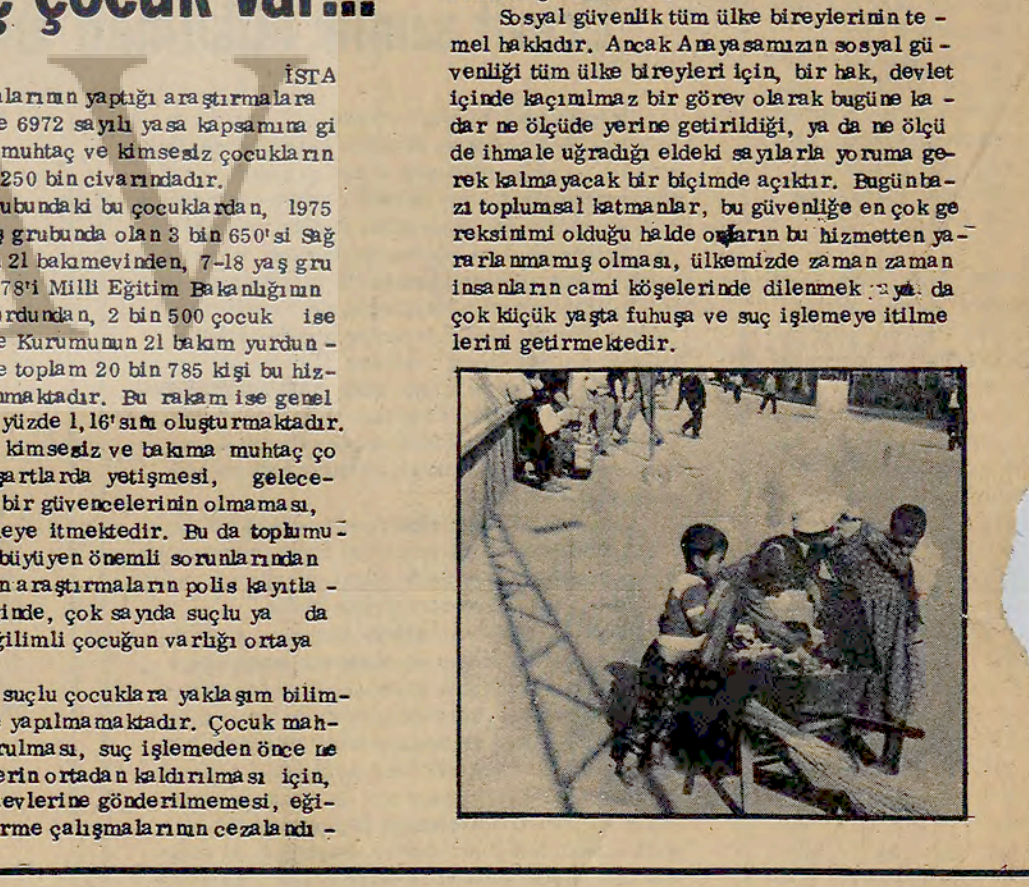 ç çocuk var...
İSTA
larının yaptığı araştırmalara
e 6972 sayılı yasa kapsamına gi
muhtaç ve kimsesiz çocukların
250 bin civarındadır.
ubundaki bu çocuklardan, 1975
ş grubunda olan 3 bin 650'si Sağ
21 bakımevinden, 7-18 yaş gru
78'i Milli Eğitim Bakanlığının
rdundan, 2 bin 500 çocuk ise
e Kurumunun 21 bakım yurdun -
e toplam 20 bin 785 kişi bu hiz-
nmaktadır. Bu rakam ise genel
yüzde 1,16'sını oluşturmaktadır.
kimsesiz ve bakıma muhtaç ço
şartlarda yetişmesi, gelece-
bir güvencelerinin olmaması,
eye itmektedir. Bu da toplumu-
büyüyen önemli sorunlarından
n araştırmaların polis kayıtla -
rinde, çok sayıda suçlu ya da
ğilimli çocuğun varlığı ortaya
suçlu çocuklara yaklaşım bilim-
e yapılmamaktadır. Çocuk mah-
rulması, suç işlemeden önce ne
erin ortadan kaldırılması için,
evlerine gönderilmemesi, eği-
rme çalışmalarının cezalandı -
Sosyal güvenlik tüm ülke bireylerinin te -
mel hakkıdır. Ancak Anayasamızın sosyal gü -
venliği tüm ülke bireyleri için, bir hak, devlet
içinde kaçınılmaz bir görev olarak bugüne ka -
dar ne ölçüde yerine getirildiği, ya da ne ölçü
de ihmale uğradığı eldeki sayılarla yoruma ge-
rek kalmayacak bir biçimde açıktır. Bugün ba-
zı toplumsal katmanlar, bu güvenliğe en çok ge
reksinimi olduğu halde onların bu hizmetten ya-
rarlanmamış olması, ülkemizde zaman zaman
insanların cami köşelerinde dilenmek ya da
çok küçük yaşta fuhuşa ve suç işlemeye itilme
lerini getirmektedir.